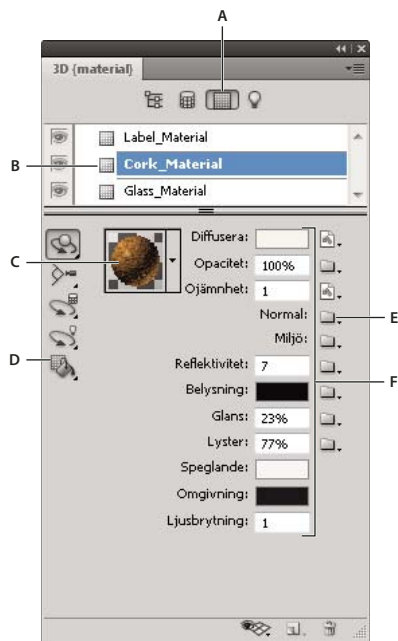 A
3D {material}
Label_Material
B
Cork_Material
Glass_Material
C
Diffusera:
Opacitet: 100%
Ojämnhet: 1
Normal:
E
Miljö:
D
Reflektivitet: 7
F
Belysning:
Glans: 23%
Lyster: 77%
Speglande:
Omgivning:
Ljusbrytning: 1